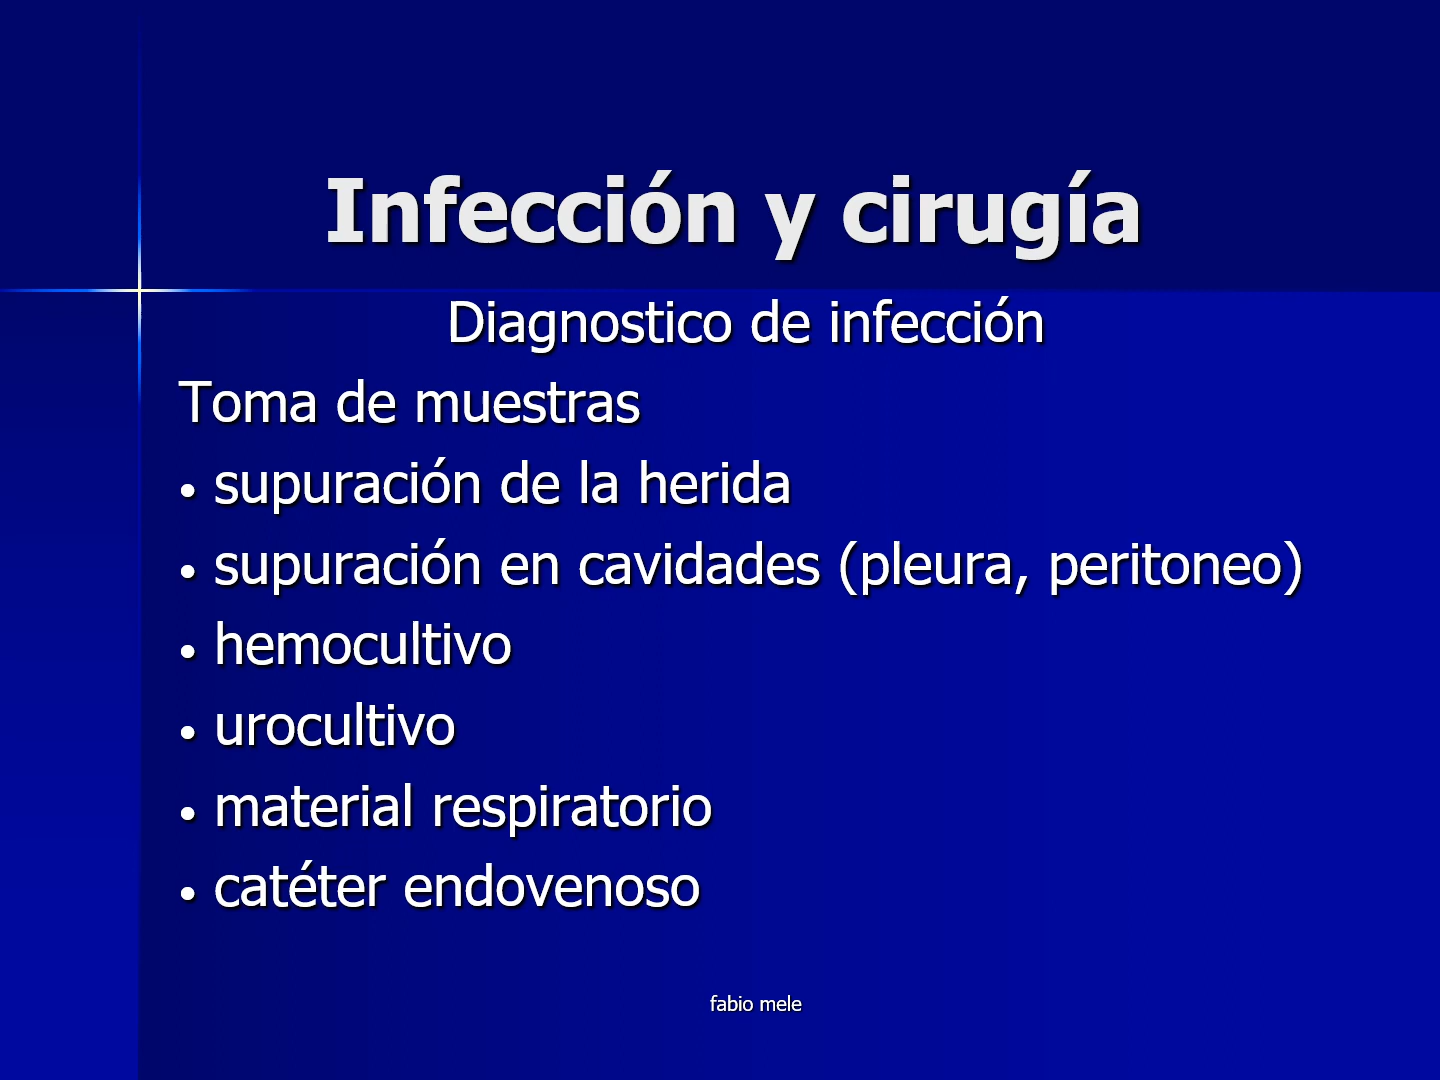 Infección y cirugía
Diagnostico de infección
Toma de muestras
• supuración de la herida
• supuración en cavidades (pleura, peritoneo)
• hemocultivo
• urocultivo
• material respiratorio
• catéter endovenoso
fabio mele